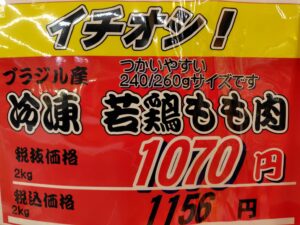 イチオシ!
ブラジル産
つかいやすい
240/260gサイズです
冷凍 若鶏もも肉
税抜価格
2kg
1070円
税込価格
2kg
1156円